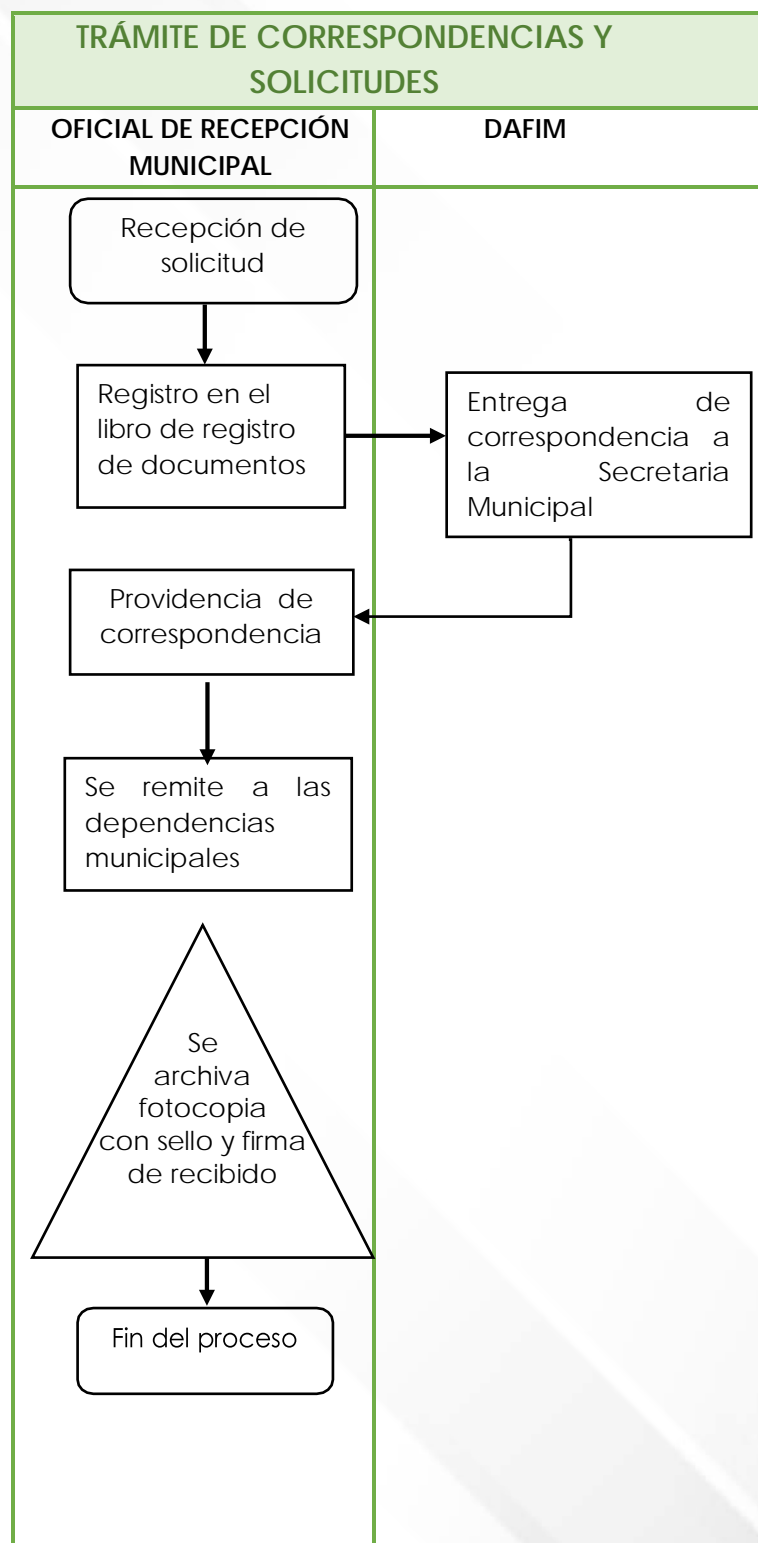 TRÁMITE DE CORRESPONDENCIAS Y
SOLICITUDES
OFICIAL DE RECEPCIÓN
MUNICIPAL
DAFIM
Recepción de
solicitud
Registro en el
libro de registro
de documentos
Entrega de
correspondencia a
la Secretaria
Municipal
Providencia de
correspondencia
Se remite a las
dependencias
municipales
Se
archiva
fotocopia
con sello y firma
de recibido
Fin del proceso